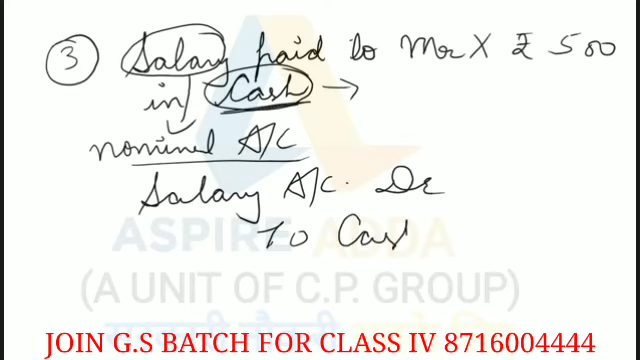 3 Salary paid to Mr X ₹ 500
in Cash →
nominal A/C
Salary A/C. Dr
To Cash
ASPIRE ADDA
(A UNIT OF C.P. GROUP)
JOIN G.S BATCH FOR CLASS IV 8716004444